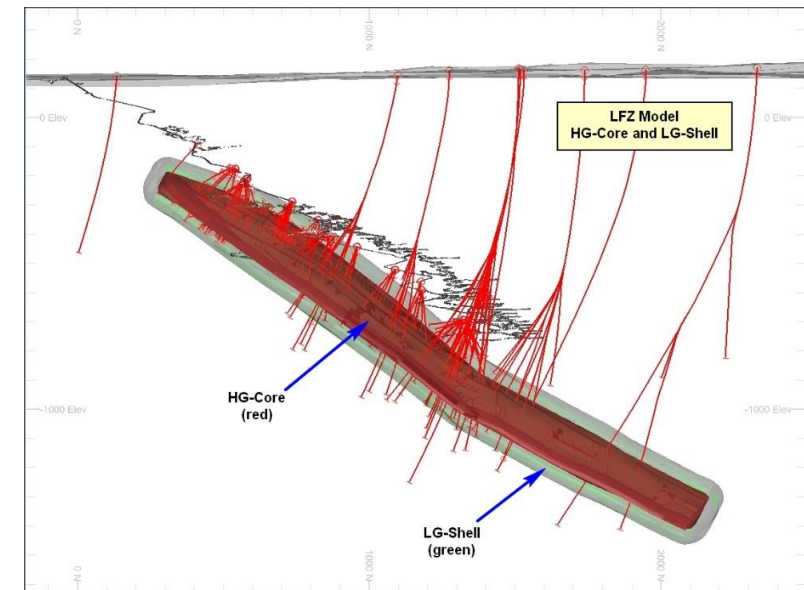 0 N
1000 N
2000 N
0 Elev
0 Elev
LFZ Model
HG-Core and LG-Shell
HG-Core
(red)
-1000 Elev
-1000 Elev
LG-Shell
(green)
0 N
1000 N
2000 N